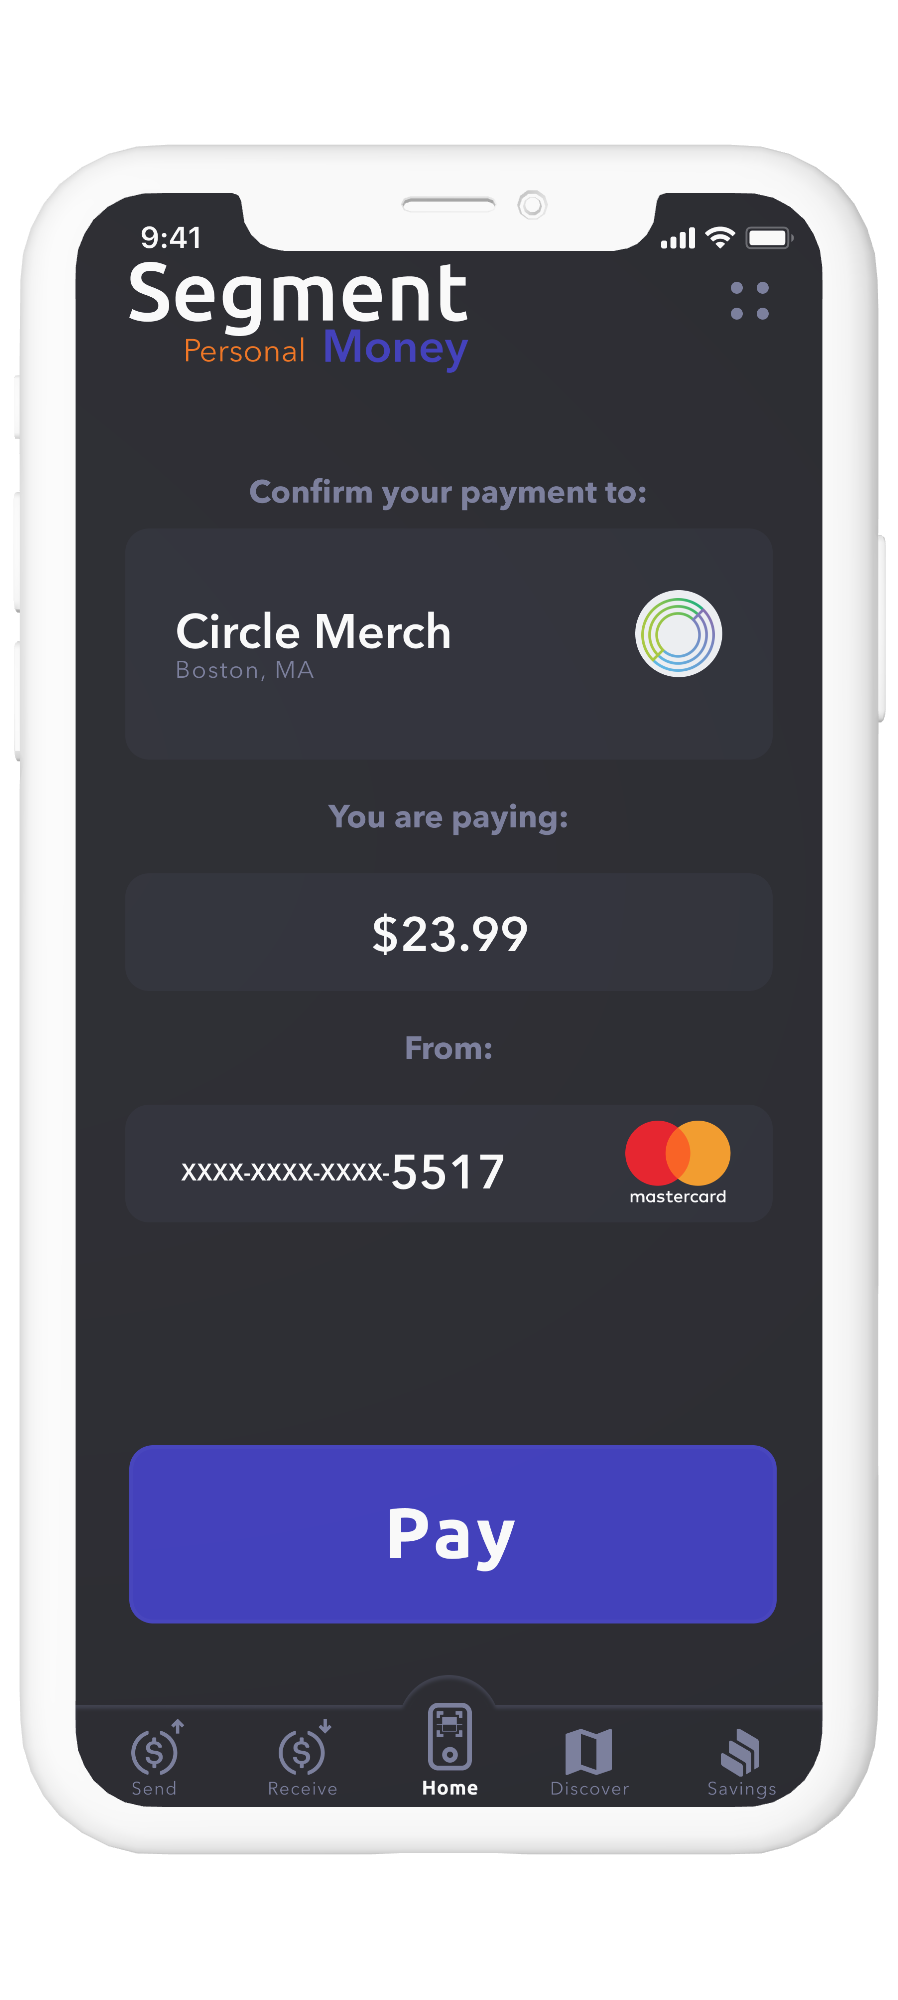 9:41
Segment
Personal Money
Confirm your payment to:
Circle Merch
Boston, MA
You are paying:
$23.99
From:
XXXX-XXXX-XXXX-5517
mastercard
Pay
Send Receive Home Discover Savings